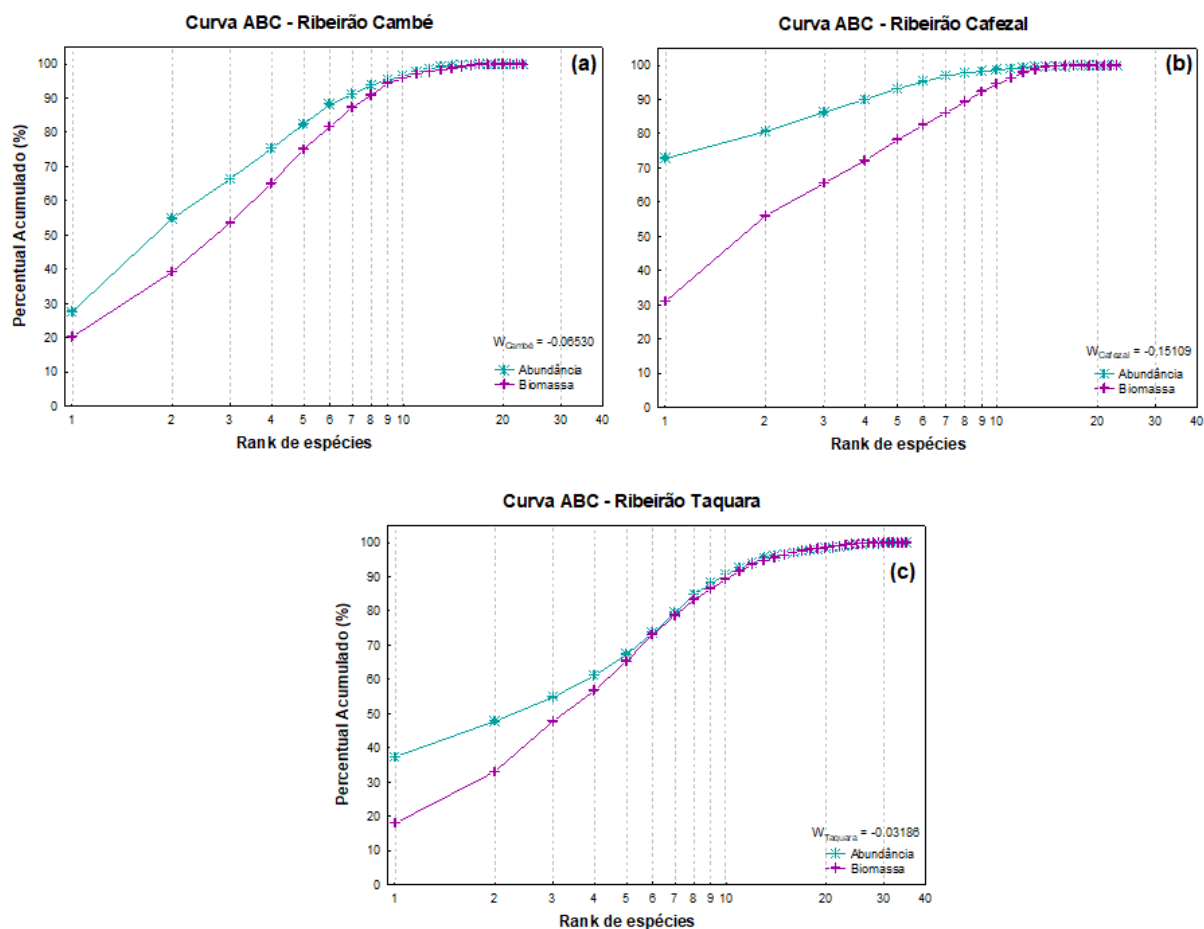 Curva ABC - Ribeirão Cambé
(a)
Percentual Acumulado (%)
100
90
80
70
60
50
40
30
20
10
0
W Cambé = -0.06530
Abundância
Biomassa
1 2 3 4 5 6 7 8 9 10 20 30 40
Rank de espécies
Curva ABC - Ribeirão Cafezal
(b)
100
90
80
70
60
50
40
30
20
10
0
W Cafezal = -0.15109
Abundância
Biomassa
1 2 3 4 5 6 7 8 9 10 20 30 40
Rank de espécies
Curva ABC - Ribeirão Taquara
(c)
Percentual Acumulado (%)
100
90
80
70
60
50
40
30
20
10
0
W Taquara = -0.03186
Abundância
Biomassa
1 2 3 4 5 6 7 8 9 10 20 30 40
Rank de espécies